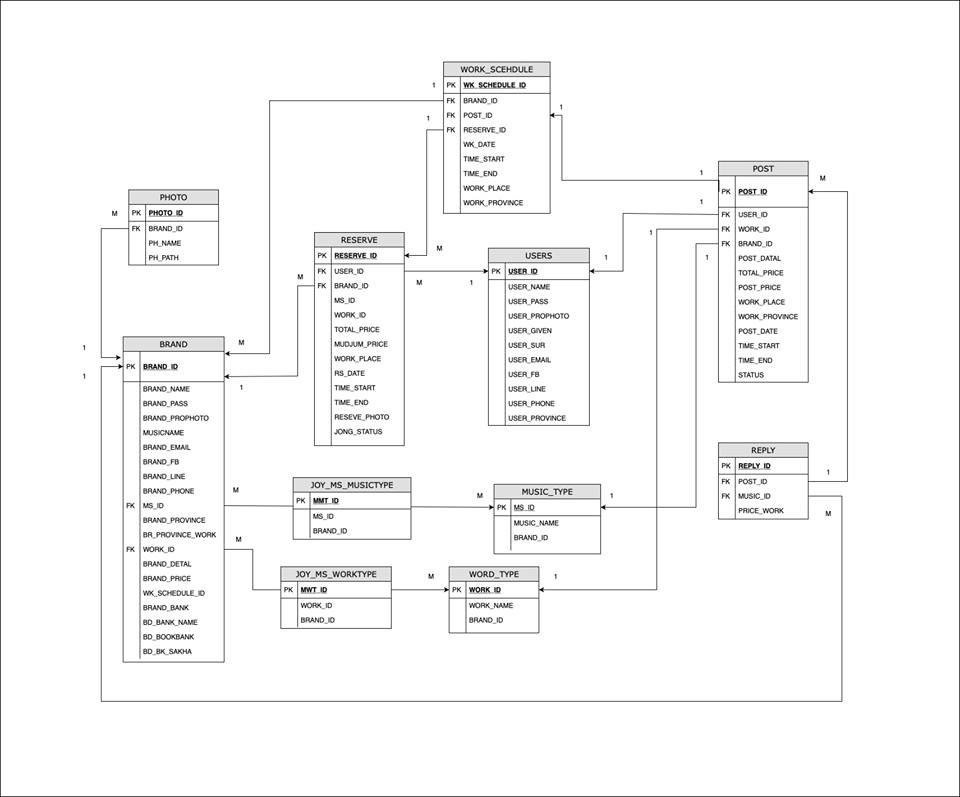 WORK_SCEHDULE
1
PK WK_SCHEDULE_ID
FK BRAND_ID
FK POST_ID
FK RESERVE_ID
WK_DATE
TIME_START
TIME_END
WORK_PLACE
WORK_PROVINCE
1
1
POST
PK POST_ID
FK USER_ID
FK WORK_ID
FK BRAND_ID
POST_DATAL
TOTAL_PRICE
POST_PRICE
WORK_PLACE
WORK_PROVINCE
POST_DATE
TIME_START
TIME_END
STATUS
1
M
1
1
1
1
PHOTO
M
PK PHOTO_ID
FK BRAND_ID
PH_NAME
PH_PATH
RESERVE
PK RESERVE_ID
FK USER_ID
FK BRAND_ID
MS_ID
WORK_ID
TOTAL_PRICE
MUDJUM_PRICE
WORK_PLACE
RS_DATE
TIME_START
TIME_END
RESEVE_PHOTO
JONG_STATUS
M
M
M
1
USERS
PK USER_ID
USER_NAME
USER_PASS
USER_PROPHOTO
USER_GIVEN
USER_SUR
USER_EMAIL
USER_FB
USER_LINE
USER_PHONE
USER_PROVINCE
BRAND
1
1
M
1
PK BRAND_ID
BRAND_NAME
BRAND_PASS
BRAND_PROPHOTO
MUSICNAME
BRAND_EMAIL
BRAND_FB
BRAND_LINE
BRAND_PHONE
FK MS_ID
BRAND_PROVINCE
BR_PROVINCE_WORK
FK WORK_ID
BRAND_DETAL
BRAND_PRICE
WK_SCHEDULE_ID
BRAND_BANK
BD_BANK_NAME
BD_BOOKBANK
BD_BK_SAKHA
M
M
JOY_MS_MUSICTYPE
PK MMT_ID
MS_ID
BRAND_ID
M
MUSIC_TYPE
1
PK MS_ID
MUSIC_NAME
BRAND_ID
REPLY
PK REPLY_ID
FK POST_ID
FK MUSIC_ID
PRICE_WORK
1
M
JOY_MS_WORKTYPE
PK MWT_ID
WORK_ID
BRAND_ID
M
WORD_TYPE
1
PK WORK_ID
WORK_NAME
BRAND_ID